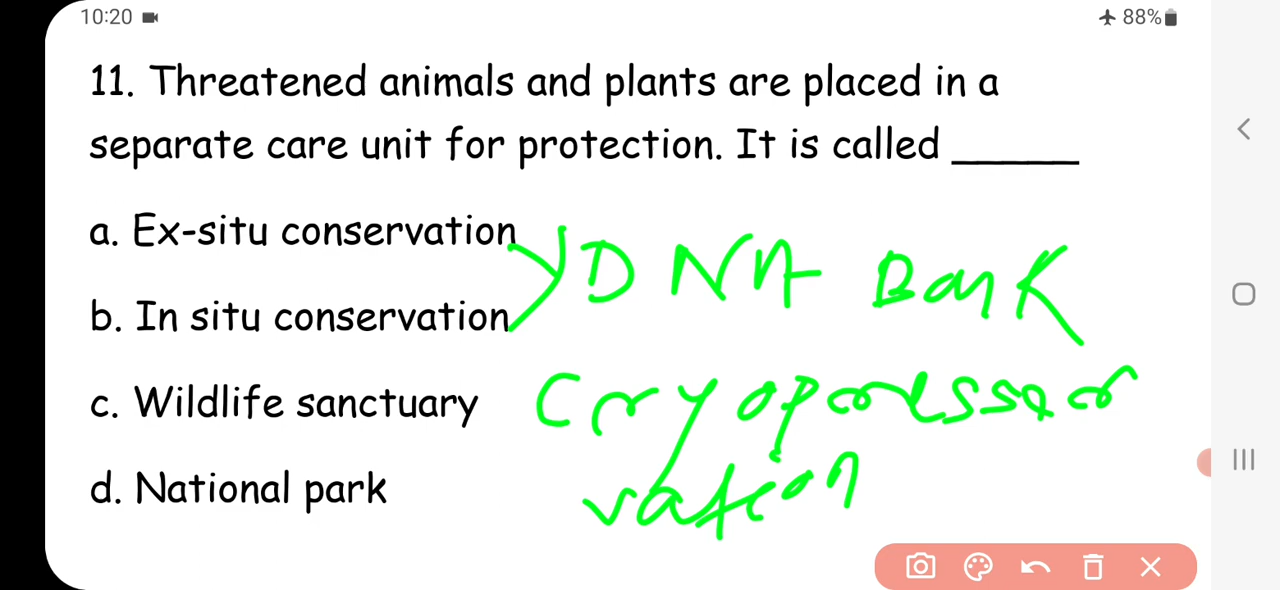 10:20
88%
11. Threatened animals and plants are placed in a
separate care unit for protection. It is called ______
a. Ex-situ conservation
b. In situ conservation
c. Wildlife sanctuary
d. National park
DNA Bank